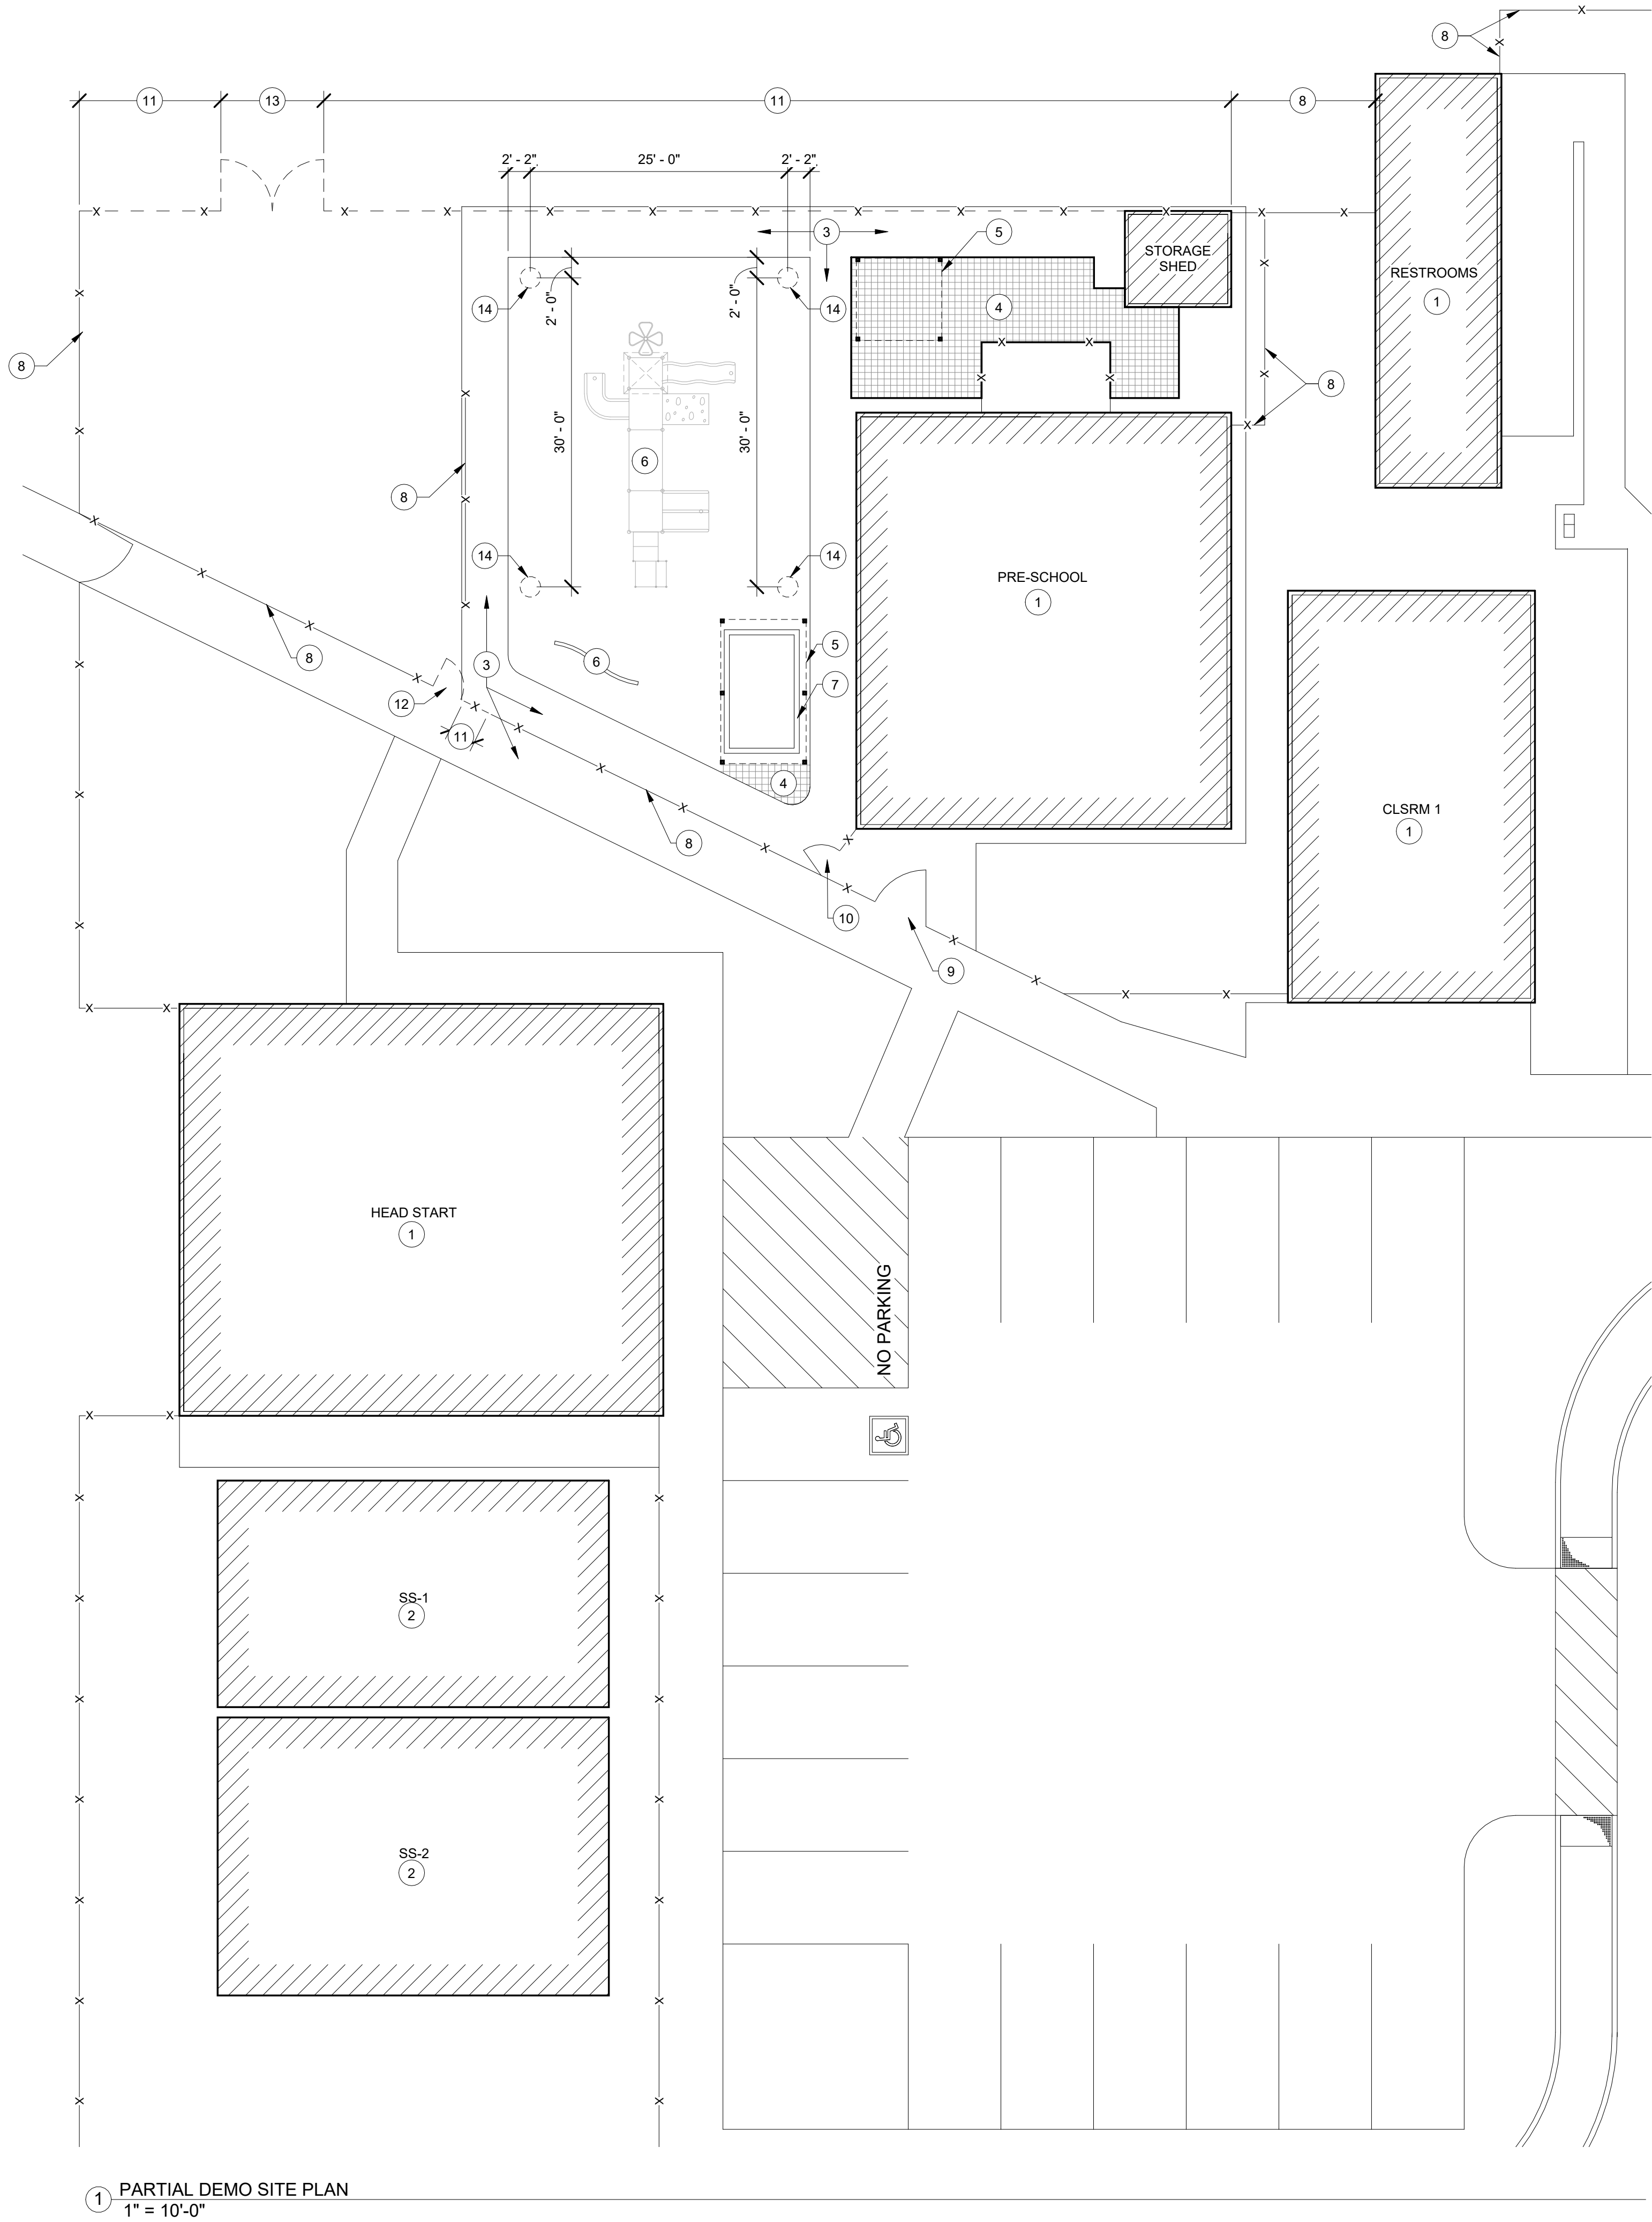 8
11
13
11
8
2' - 2"
25' - 0"
2' - 2"
3
5
STORAGE
SHED
RESTROOMS
1
14
2' - 0"
2' - 0"
14
4
8
8
30' - 0"
30' - 0"
6
8
14
14
PRE-SCHOOL
1
8
3
6
5
7
12
11
4
8
CLSRM 1
1
10
9
HEAD START
1
NO PARKING
SS-1
2
SS-2
2
1 PARTIAL DEMO SITE PLAN
1" = 10'-0"